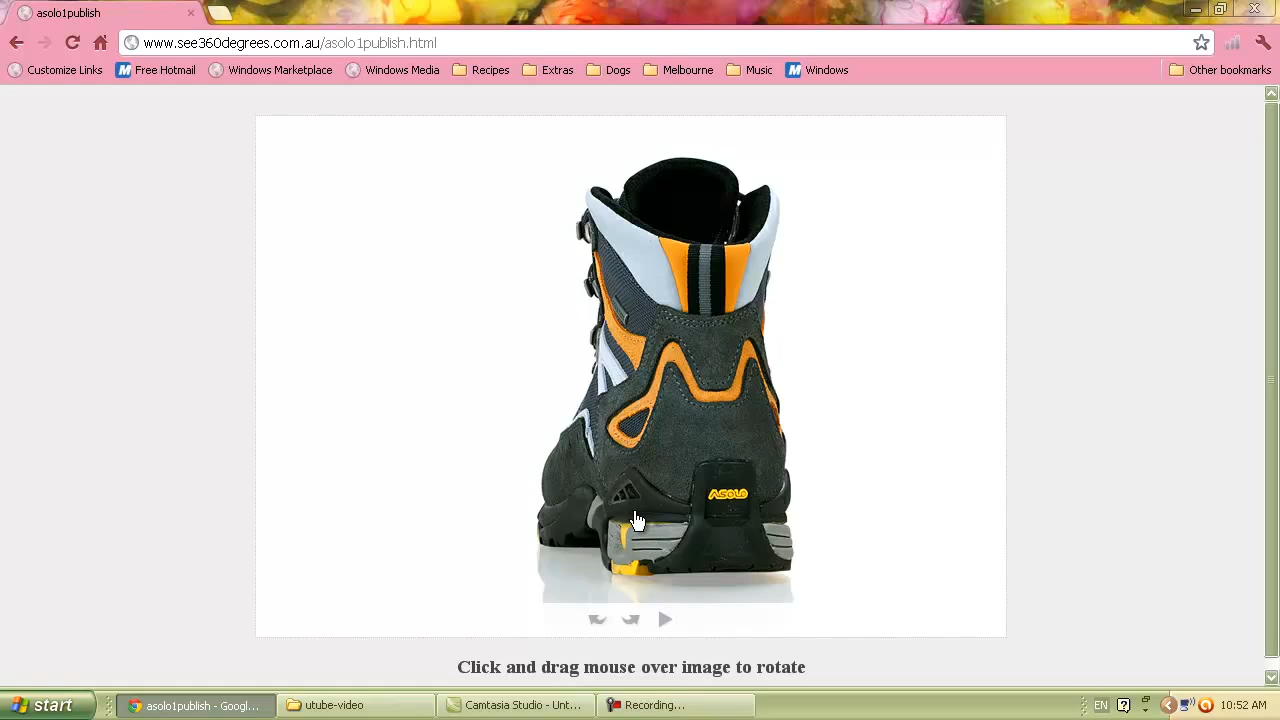 asolo1publish
www.see360degrees.com.au/asolo1publish.html
Customize Links Free Hotmail Windows Marketplace Windows Media Recipes Extras Dogs Melbourne Music Windows Other bookmarks
ASOLO
Click and drag mouse over image to rotate
start asolo1publish - Googl... utube-video Camtasia Studio - Unt... Recording... EN 10:52 AM